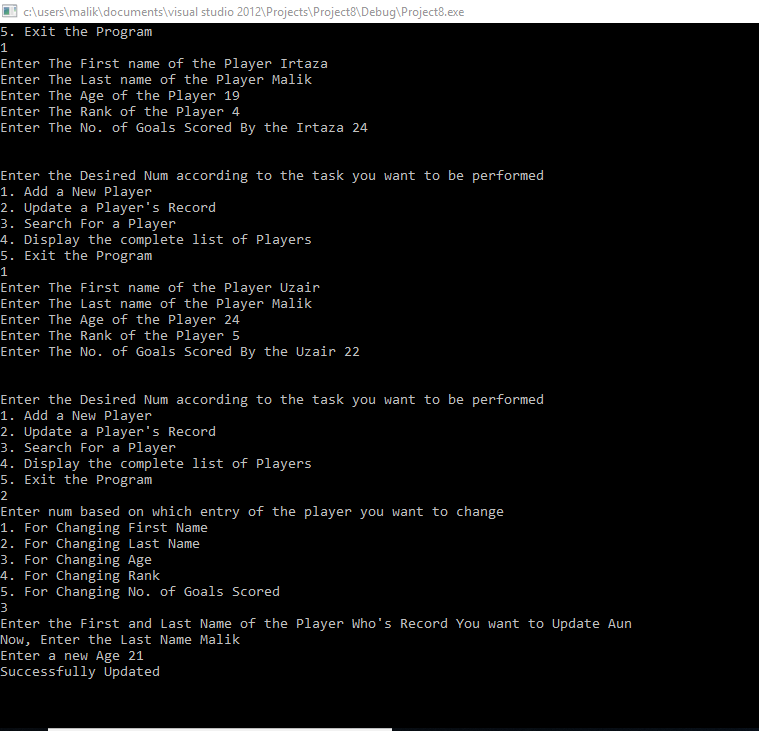 c:\users\malik\documents\visual studio 2012\Projects\Project8\Debug\Project8.exe
5. Exit the Program
1
Enter The First name of the Player Irtaza
Enter The Last name of the Player Malik
Enter The Age of the Player 19
Enter The Rank of the Player 4
Enter The No. of Goals Scored By the Irtaza 24
Enter the Desired Num according to the task you want to be performed
1. Add a New Player
2. Update a Player's Record
3. Search For a Player
4. Display the complete list of Players
5. Exit the Program
1
Enter The First name of the Player Uzair
Enter The Last name of the Player Malik
Enter The Age of the Player 24
Enter The Rank of the Player 5
Enter The No. of Goals Scored By the Uzair 22
Enter the Desired Num according to the task you want to be performed
1. Add a New Player
2. Update a Player's Record
3. Search For a Player
4. Display the complete list of Players
5. Exit the Program
2
Enter num based on which entry of the player you want to change
1. For Changing First Name
2. For Changing Last Name
3. For Changing Age
4. For Changing Rank
5. For Changing No. of Goals Scored
3
Enter the First and Last Name of the Player Who's Record You want to Update Aun
Now, Enter the Last Name Malik
Enter a new Age 21
Successfully Updated